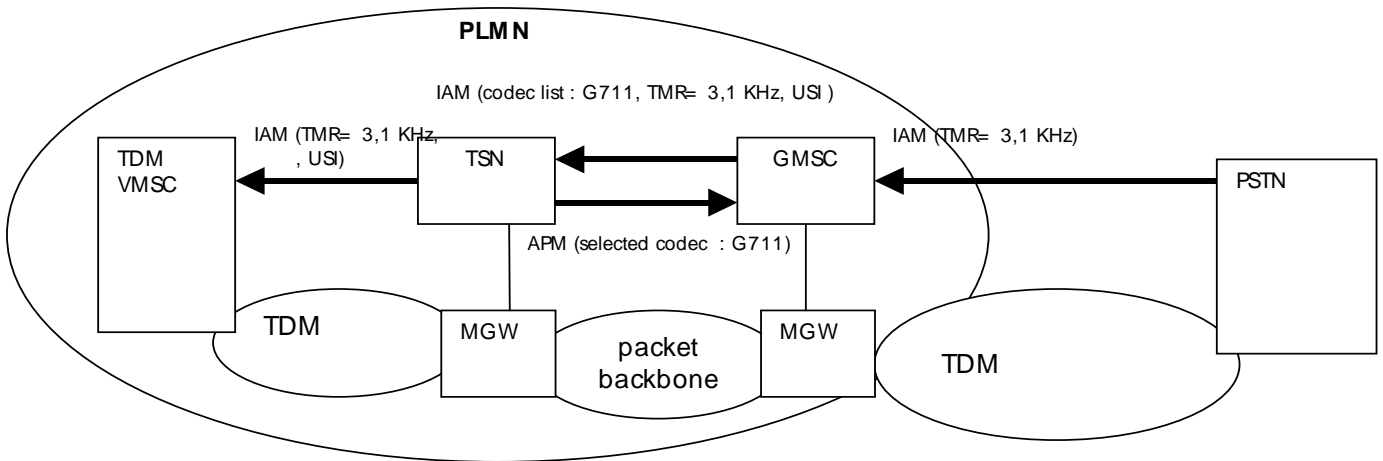 PLMN
IAM (codec list : G711, TMR= 3,1 KHz, USI )
IAM (TMR= 3,1 KHz,
, USI)
IAM (TMR= 3,1 KHz)
TDM
VMSC
TSN
GMSC
PSTN
APM (selected codec : G711)
TDM
MGW
packet
backbone
MGW
TDM